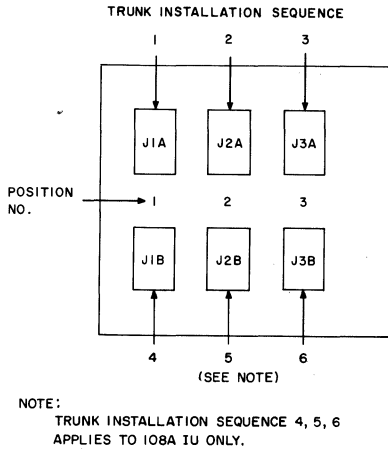 TRUNK INSTALLATION SEQUENCE
1 2 3
J1A J2A J3A
POSITION
NO. 1 2 3
J1B J2B J3B
4 5 6
(SEE NOTE)
NOTE:
TRUNK INSTALLATION SEQUENCE 4, 5, 6
APPLIES TO 108A IU ONLY.